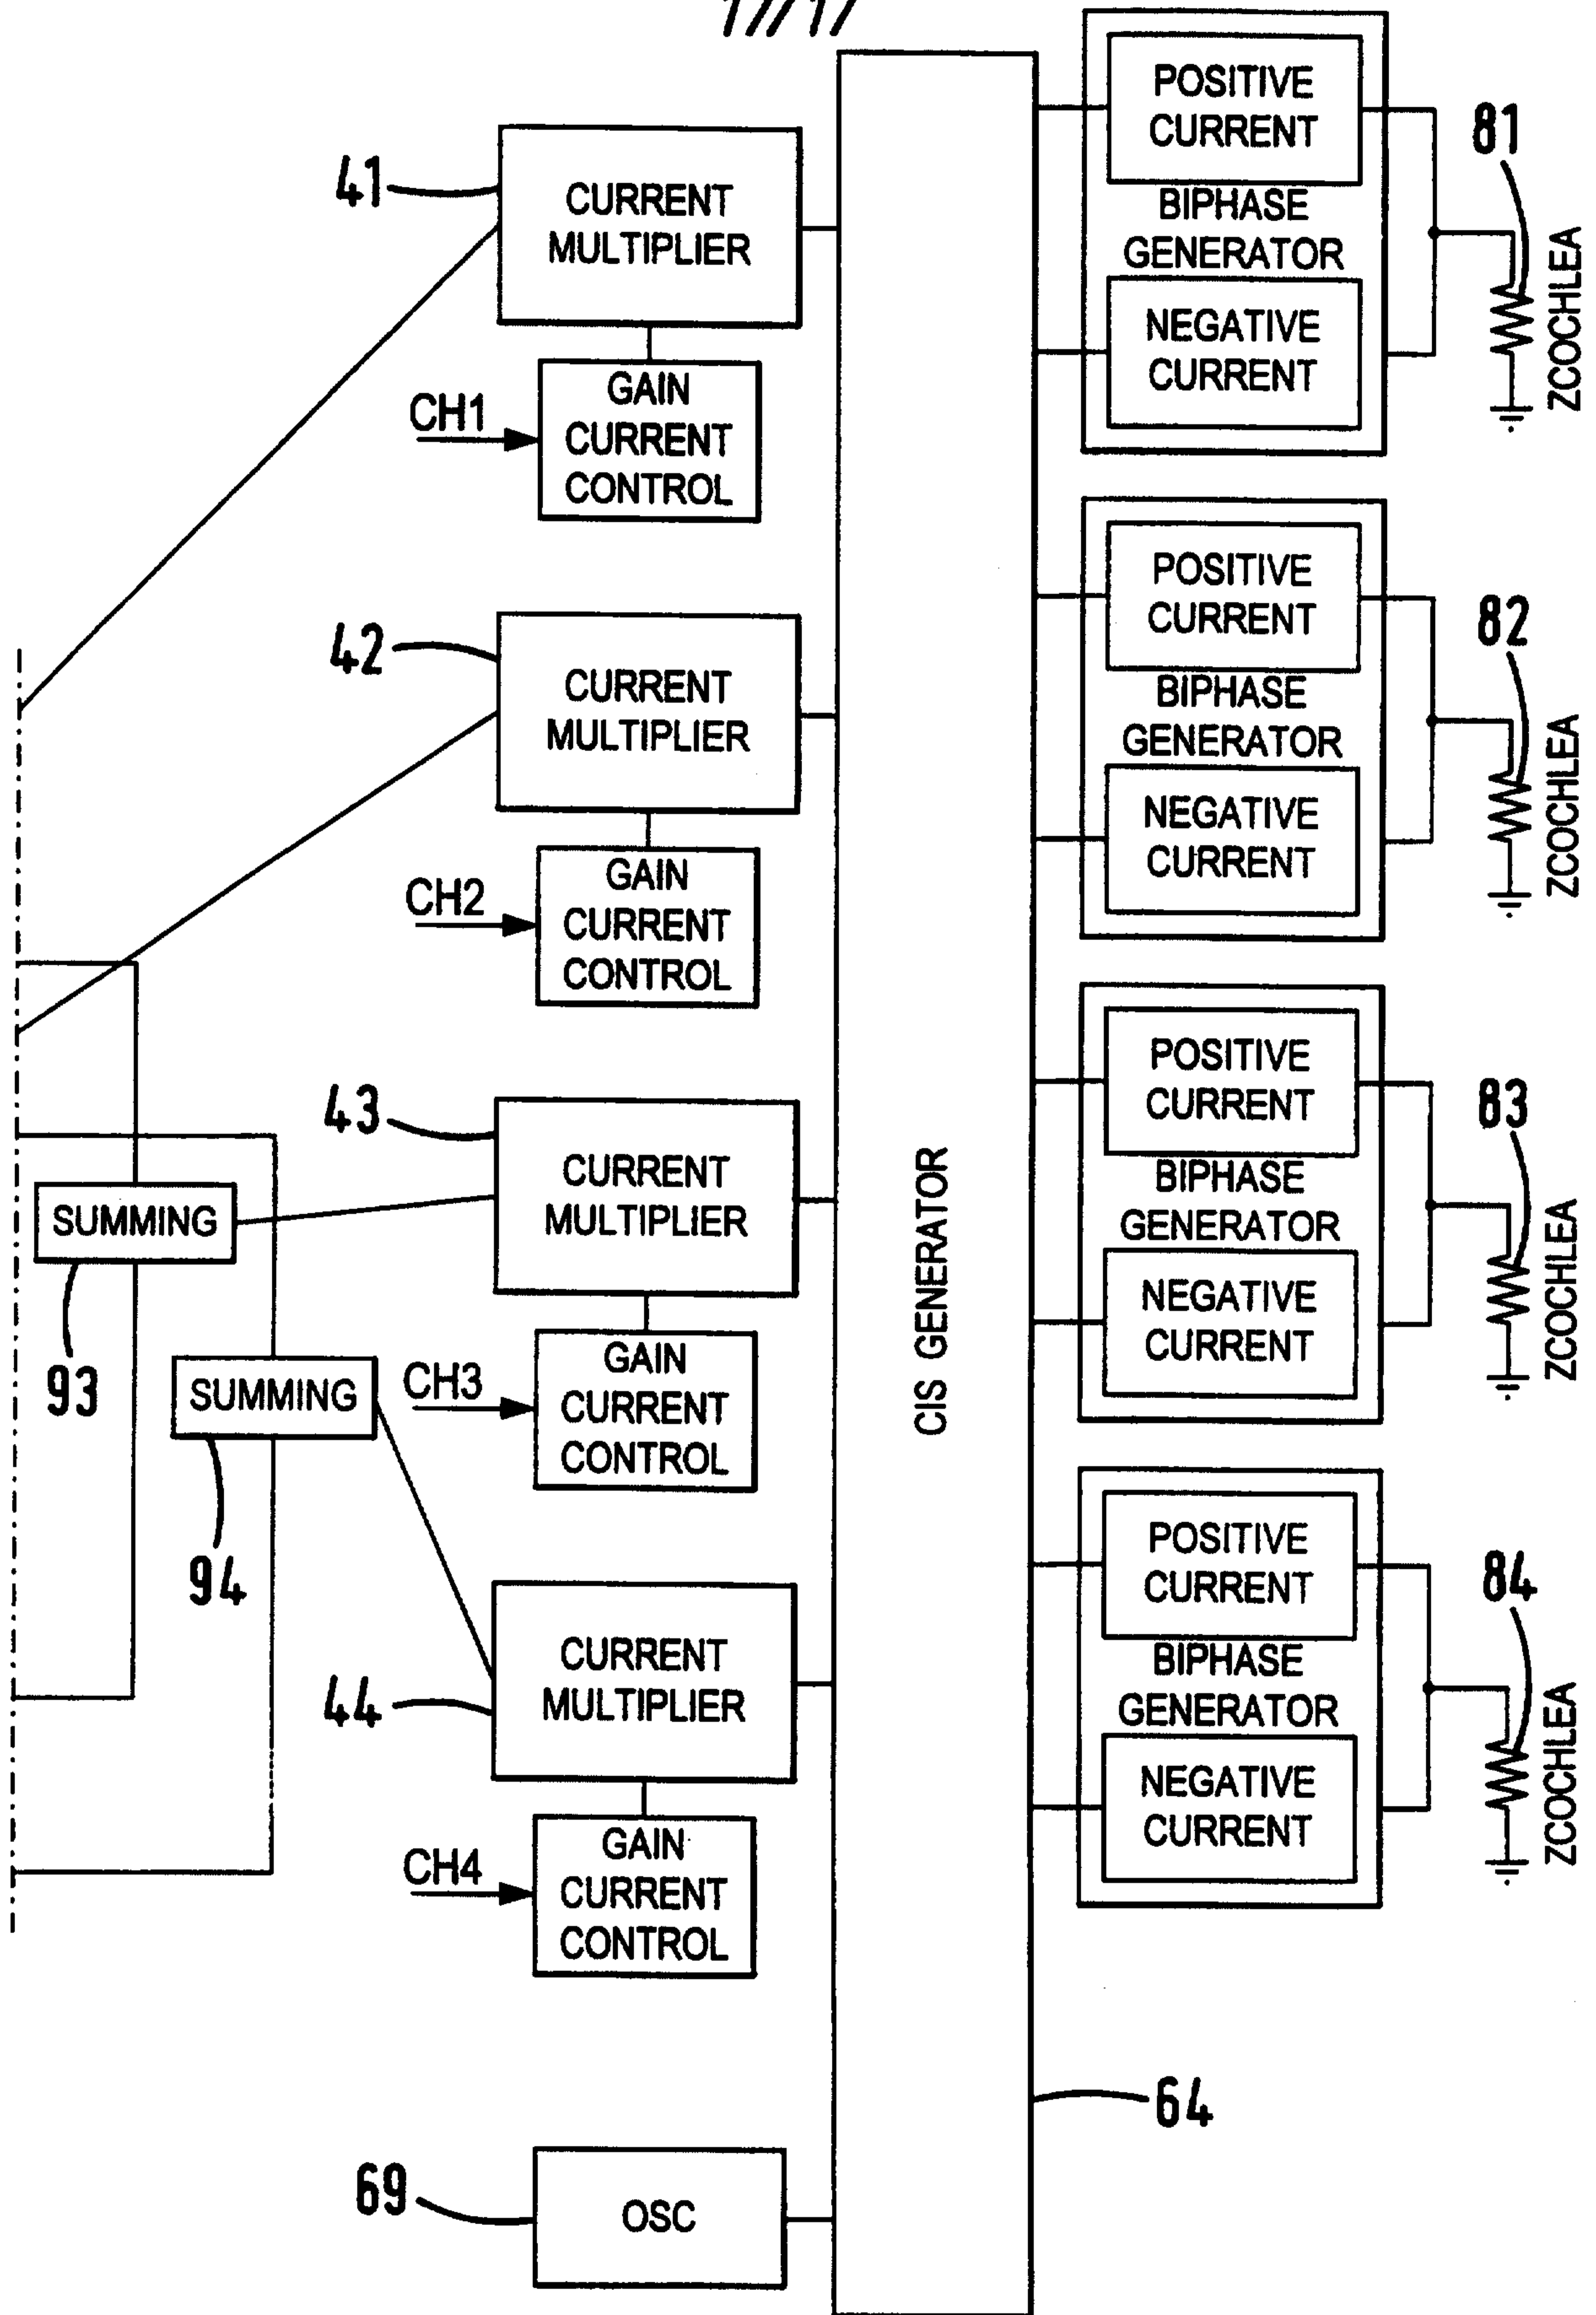 17/17
41
CURRENT
MULTIPLIER
CH1
GAIN
CURRENT
CONTROL
42
CURRENT
MULTIPLIER
CH2
GAIN
CURRENT
CONTROL
43
CURRENT
MULTIPLIER
SUMMING
93
CH3
GAIN
CURRENT
CONTROL
SUMMING
94
44
CURRENT
MULTIPLIER
CH4
GAIN
CURRENT
CONTROL
69
OSC
CIS GENERATOR
64
POSITIVE
CURRENT
BIPHASE
GENERATOR
NEGATIVE
CURRENT
81
ZCOCHLEA
POSITIVE
CURRENT
BIPHASE
GENERATOR
NEGATIVE
CURRENT
82
ZCOCHLEA
POSITIVE
CURRENT
BIPHASE
GENERATOR
NEGATIVE
CURRENT
83
ZCOCHLEA
POSITIVE
CURRENT
BIPHASE
GENERATOR
NEGATIVE
CURRENT
84
ZCOCHLEA